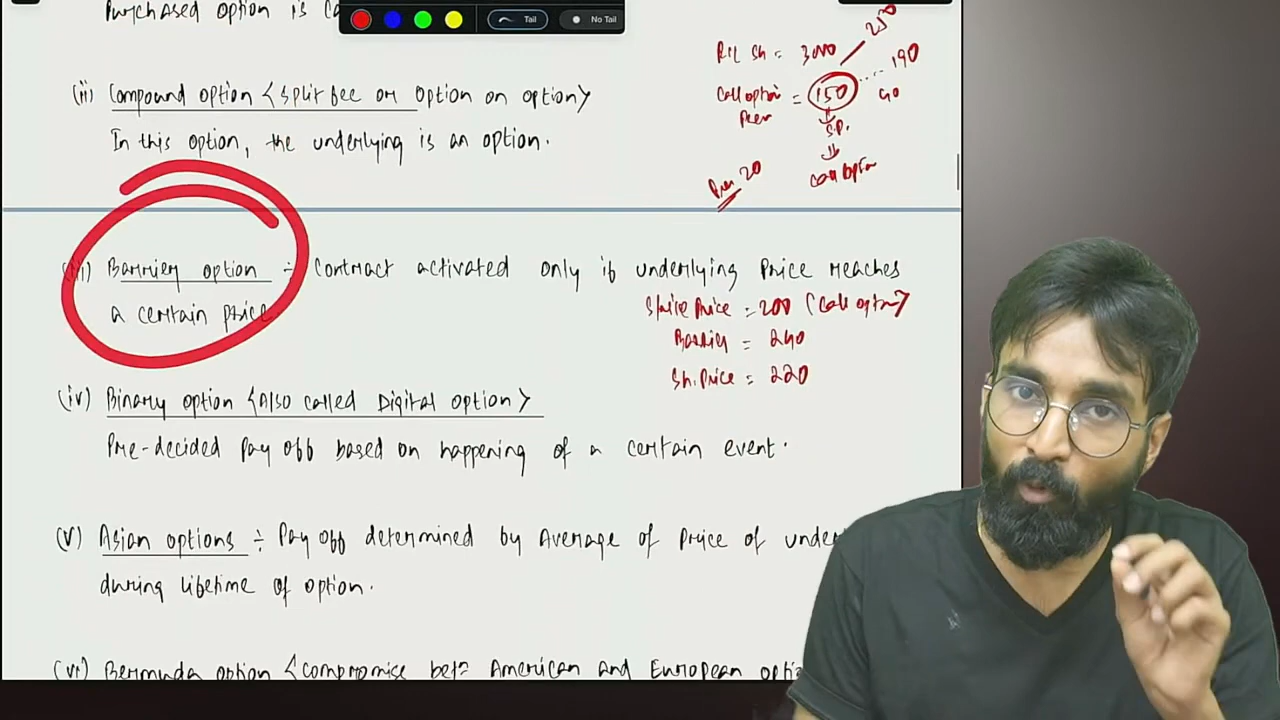 Purchased option is
Tail
No Tail
(ii) Compound option <split fee or option on option>
In this option, the underlying is an option.
RIL Sh = 3000
250
190
Call option = 150
40
Prem
S.P.
Call option
Prem 20
(iii) Barrier option ÷ Contract activated only if underlying Price reaches
a certain price
Strike Price = 200 (Call option)
Barrier = 240
Sh. Price = 220
(iv) Binary option <Also called Digital option>
Pre-decided Pay off based on happening of a certain event.
(v) Asian options ÷ Pay off determined by Average of Price of
during lifetime of option.
(vi) Bermuda option <compromise betn American and European